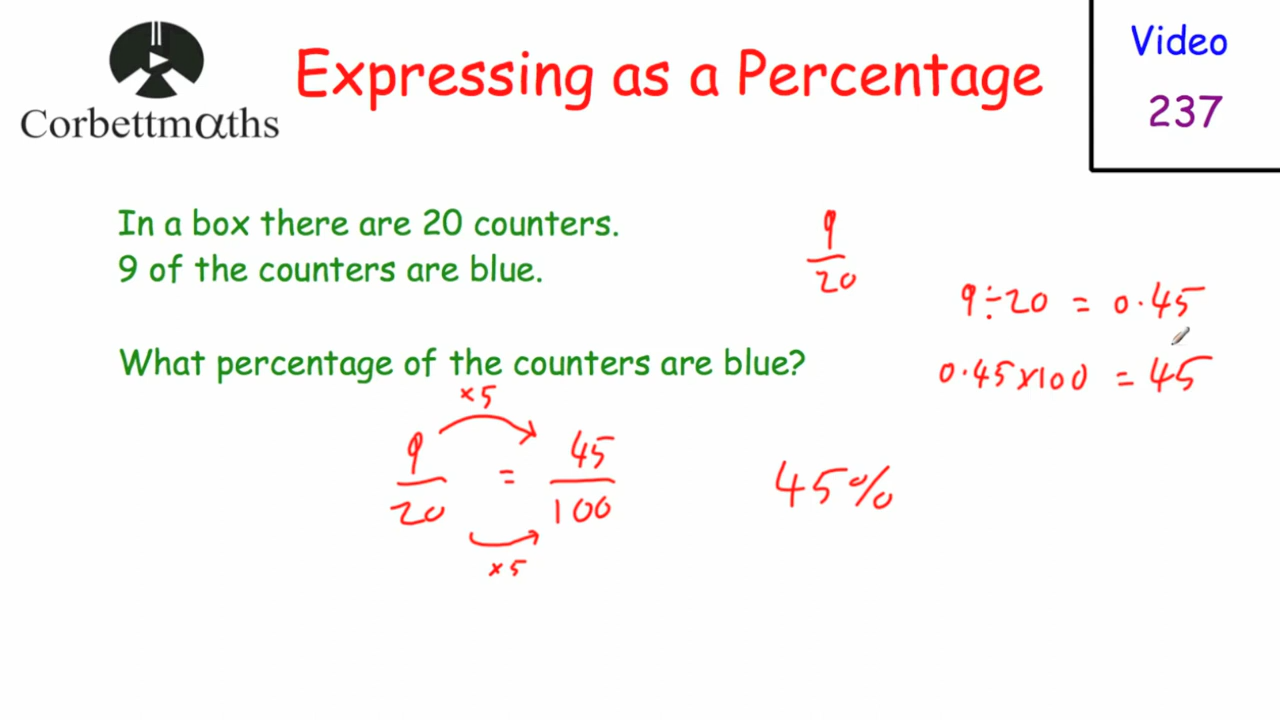 Corbettmαths
Expressing as a Percentage
Video
237
In a box there are 20 counters.
9 of the counters are blue.
9
20
9÷20 = 0.45
0.45×100 = 45
What percentage of the counters are blue?
×5
9
20
=
45
100
×5
45%